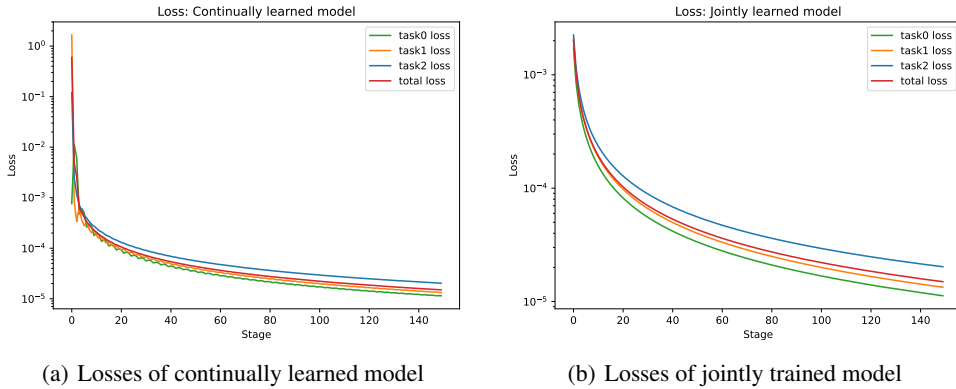 Loss: Continually learned model
Loss
10^0
10^-1
10^-2
10^-3
10^-4
10^-5
0 20 40 60 80 100 120 140
Stage
task0 loss
task1 loss
task2 loss
total loss
(a) Losses of continually learned model
Loss: Jointly learned model
Loss
10^-3
10^-4
10^-5
0 20 40 60 80 100 120 140
Stage
task0 loss
task1 loss
task2 loss
total loss
(b) Losses of jointly trained model